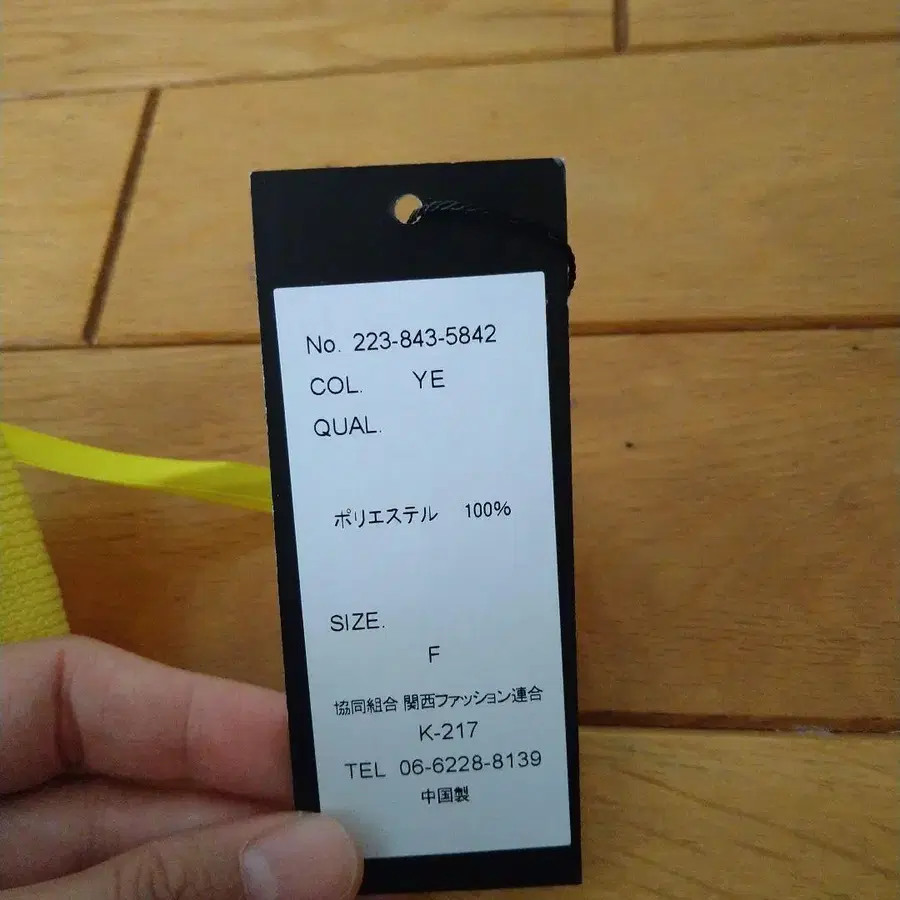 No. 223-843-5842
COL. YE
QUAL.
ポリエステル 100%
SIZE.
F
協同組合 関西ファッション連合
K-217
TEL 06-6228-8139
中国製